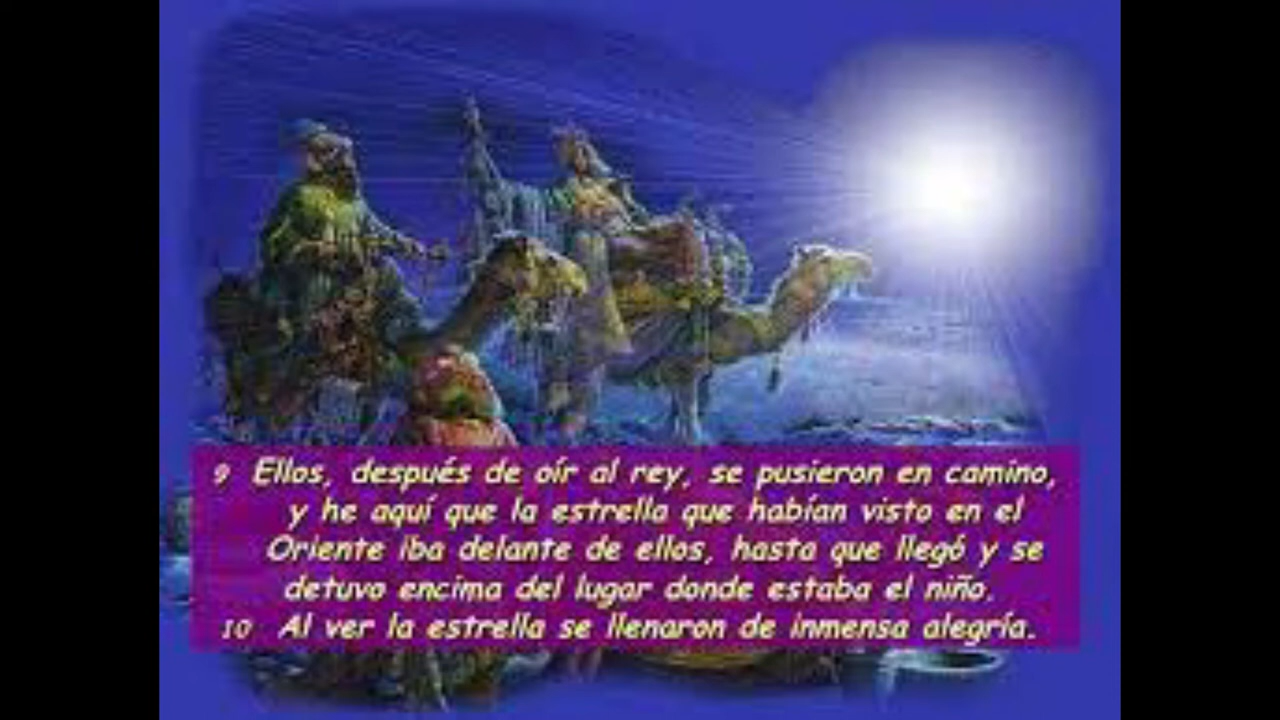 9 Ellos, después de oír al rey, se pusieron en camino,
y he aquí que la estrella que habían visto en el
Oriente iba delante de ellos, hasta que llegó y se
detuvo encima del lugar donde estaba el niño.
10 Al ver la estrella se llenaron de inmensa alegría.